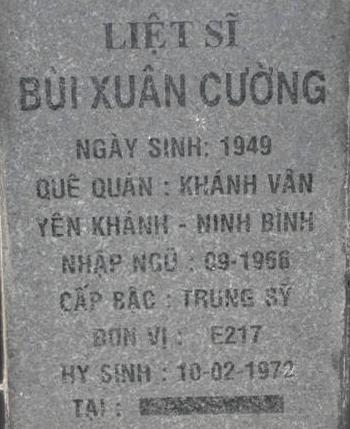 LIỆT SĨ
BÙI XUÂN CƯỜNG
NGÀY SINH: 1949
QUÊ QUÁN : KHÁNH VÂN
YÊN KHÁNH - NINH BÌNH
NHẬP NGŨ : 09-1966
CẤP BẬC : TRUNG SỸ
ĐƠN VỊ : E217
HY SINH : 10-02-1972
TẠI :